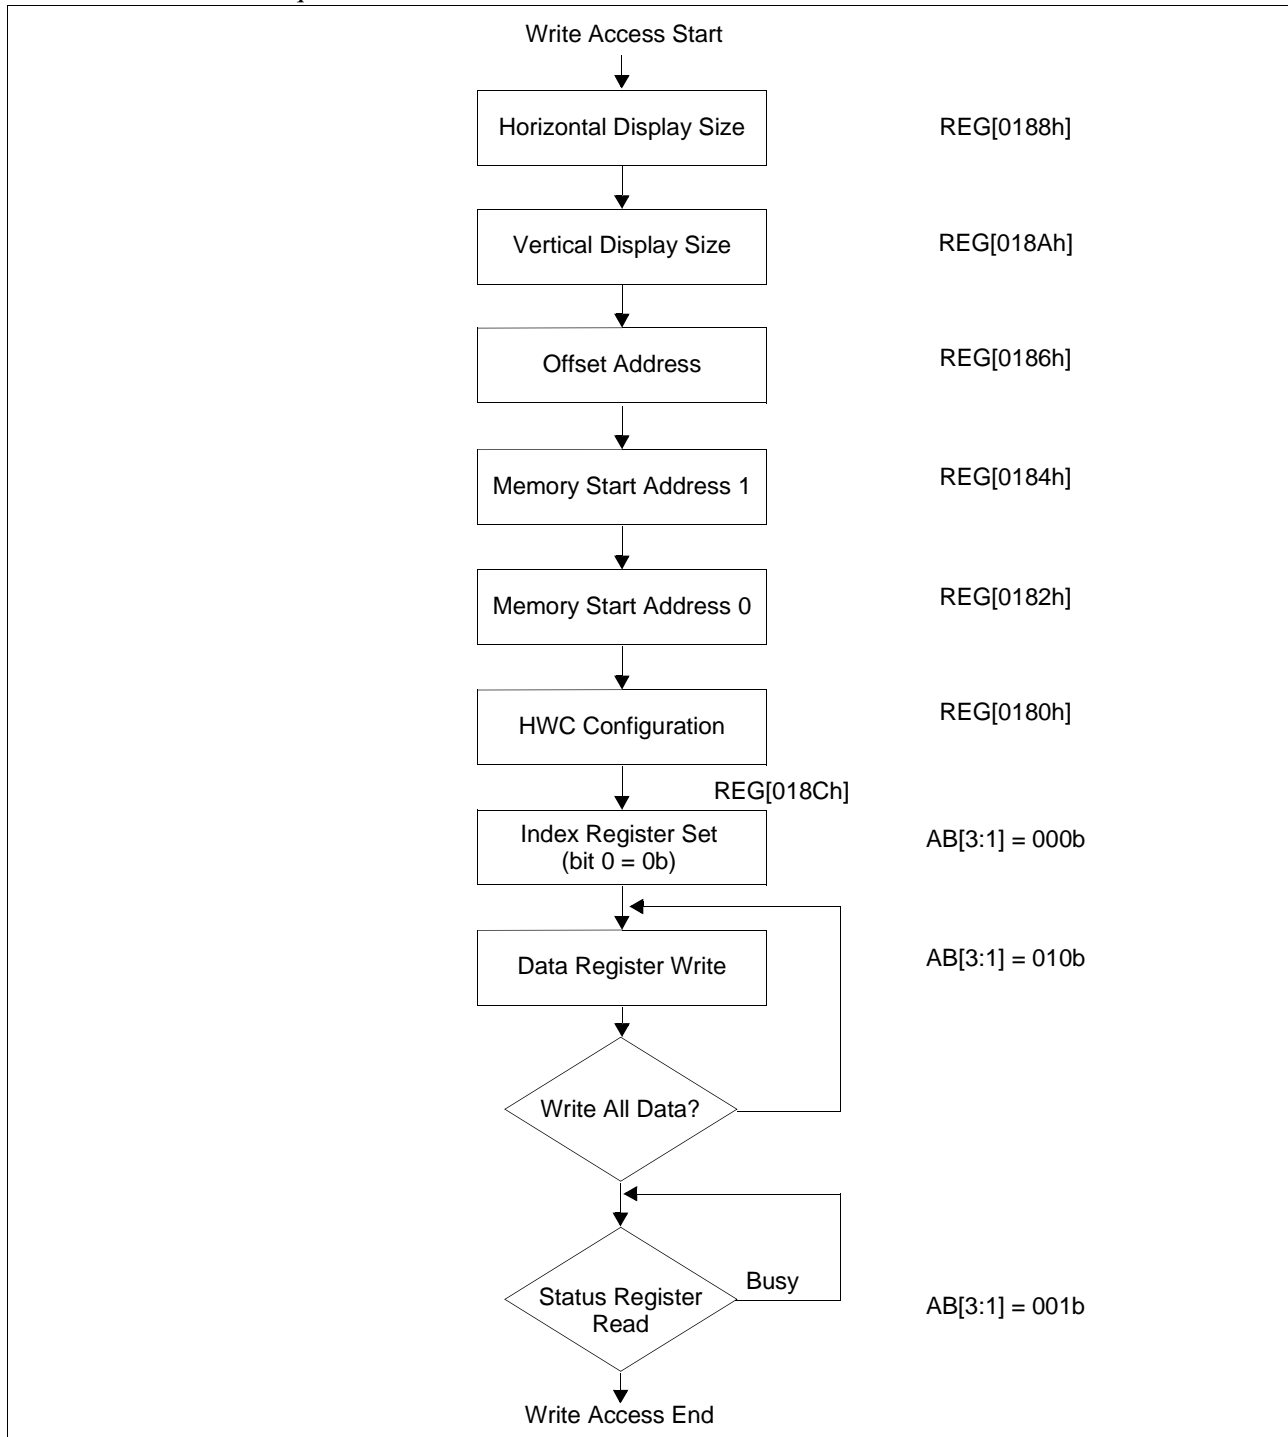 Write Access Start
Horizontal Display Size
REG[0188h]
Vertical Display Size
REG[018Ah]
Offset Address
REG[0186h]
Memory Start Address 1
REG[0184h]
Memory Start Address 0
REG[0182h]
HWC Configuration
REG[0180h]
REG[018Ch]
Index Register Set
(bit 0 = 0b)
AB[3:1] = 000b
Data Register Write
AB[3:1] = 010b
Write All Data?
Busy
Status Register
Read
AB[3:1] = 001b
Write Access End